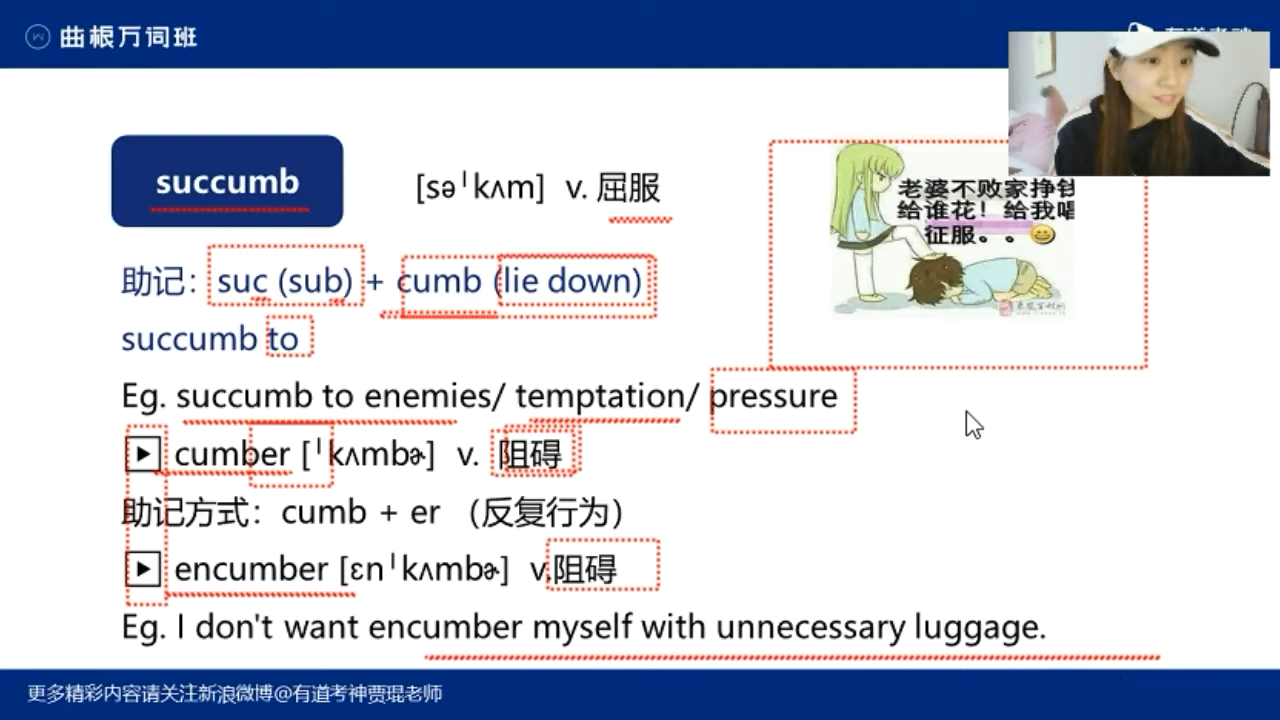 曲根万词班
succumb
[səˈkʌm] v. 屈服
老婆不败家挣钱
给谁花！给我唱
征服。。😄
助记：suc (sub) + cumb (lie down)
succumb to
Eg. succumb to enemies/ temptation/ pressure
cumber [ˈkʌmbɚ] v. 阻碍
助记方式：cumb + er （反复行为）
encumber [ɛnˈkʌmbɚ] v.阻碍
Eg. I don't want encumber myself with unnecessary luggage.
更多精彩内容请关注新浪微博@有道考神贾琨老师